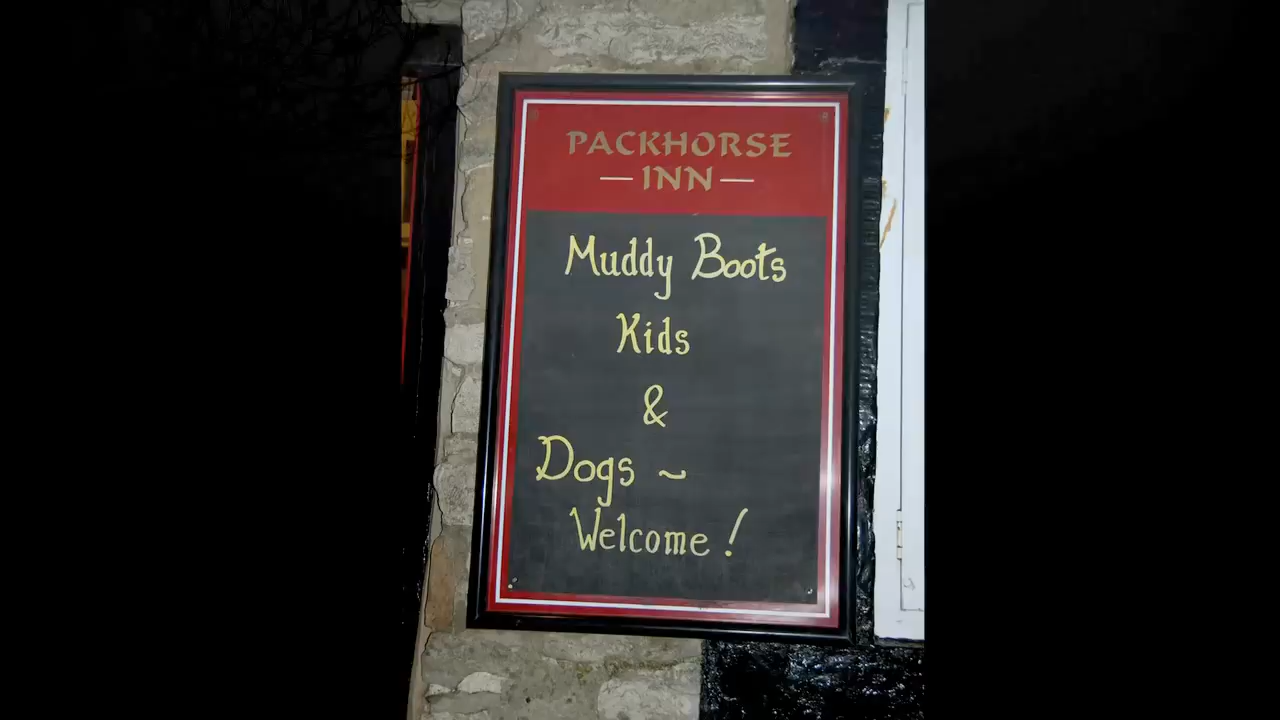 PACKHORSE
— INN —
Muddy Boots
Kids
&
Dogs ~
Welcome!